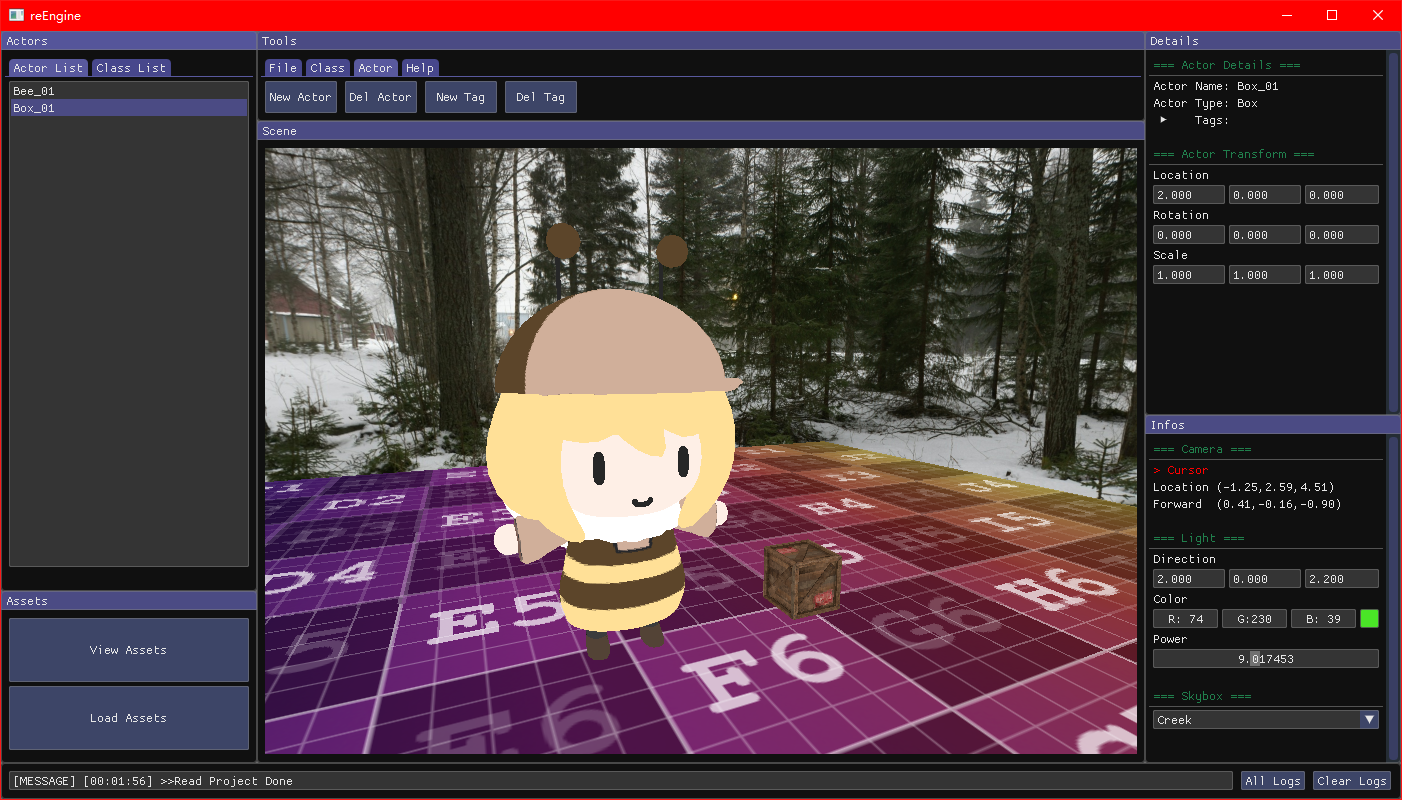 reEngine
Actors
Actor List Class List
Bee_01
Box_01
Assets
View Assets
Load Assets
Tools
File Class Actor Help
New Actor Del Actor New Tag Del Tag
Scene
D2
E
H
H4
I5
D4
E5
H6
G6
F6
E6
Details
=== Actor Details ===
Actor Name: Box_01
Actor Type: Box
Tags:
=== Actor Transform ===
Location
2.000 0.000 0.000
Rotation
0.000 0.000 0.000
Scale
1.000 1.000 1.000
Infos
=== Camera ===
> Cursor
Location (-1.25,2.59,4.51)
Forward (0.41,-0.16,-0.90)
=== Light ===
Direction
2.000 0.000 2.200
Color
R: 74 G:230 B: 39
Power
9.017453
=== Skybox ===
Creek
[MESSAGE] [00:01:56] >>Read Project Done
All Logs Clear Logs